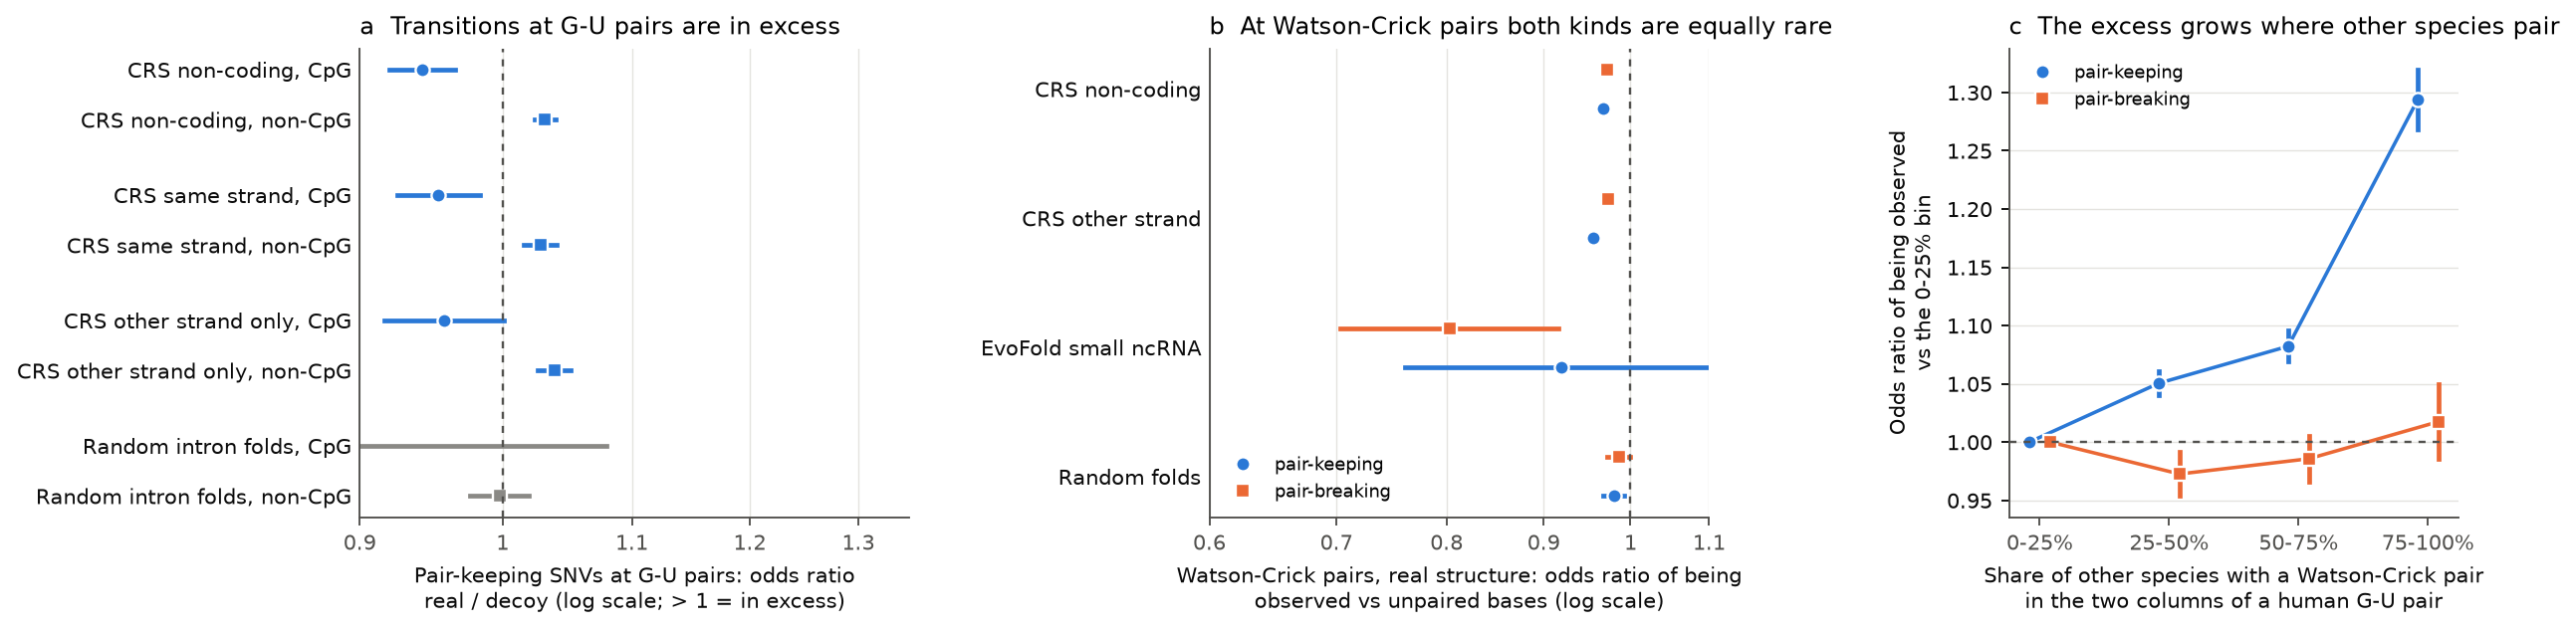 a Transitions at G-U pairs are in excess
CRS non-coding, CpG
CRS non-coding, non-CpG
CRS same strand, CpG
CRS same strand, non-CpG
CRS other strand only, CpG
CRS other strand only, non-CpG
Random intron folds, CpG
Random intron folds, non-CpG
0.9 1 1.1 1.2 1.3
Pair-keeping SNVs at G-U pairs: odds ratio
real / decoy (log scale; > 1 = in excess)
b At Watson-Crick pairs both kinds are equally rare
CRS non-coding
CRS other strand
EvoFold small ncRNA
Random folds
pair-keeping
pair-breaking
0.6 0.7 0.8 0.9 1 1.1
Watson-Crick pairs, real structure: odds ratio of being
observed vs unpaired bases (log scale)
c The excess grows where other species pair
pair-keeping
pair-breaking
Odds ratio of being observed
vs the 0-25% bin
1.30
1.25
1.20
1.15
1.10
1.05
1.00
0.95
0-25% 25-50% 50-75% 75-100%
Share of other species with a Watson-Crick pair
in the two columns of a human G-U pair